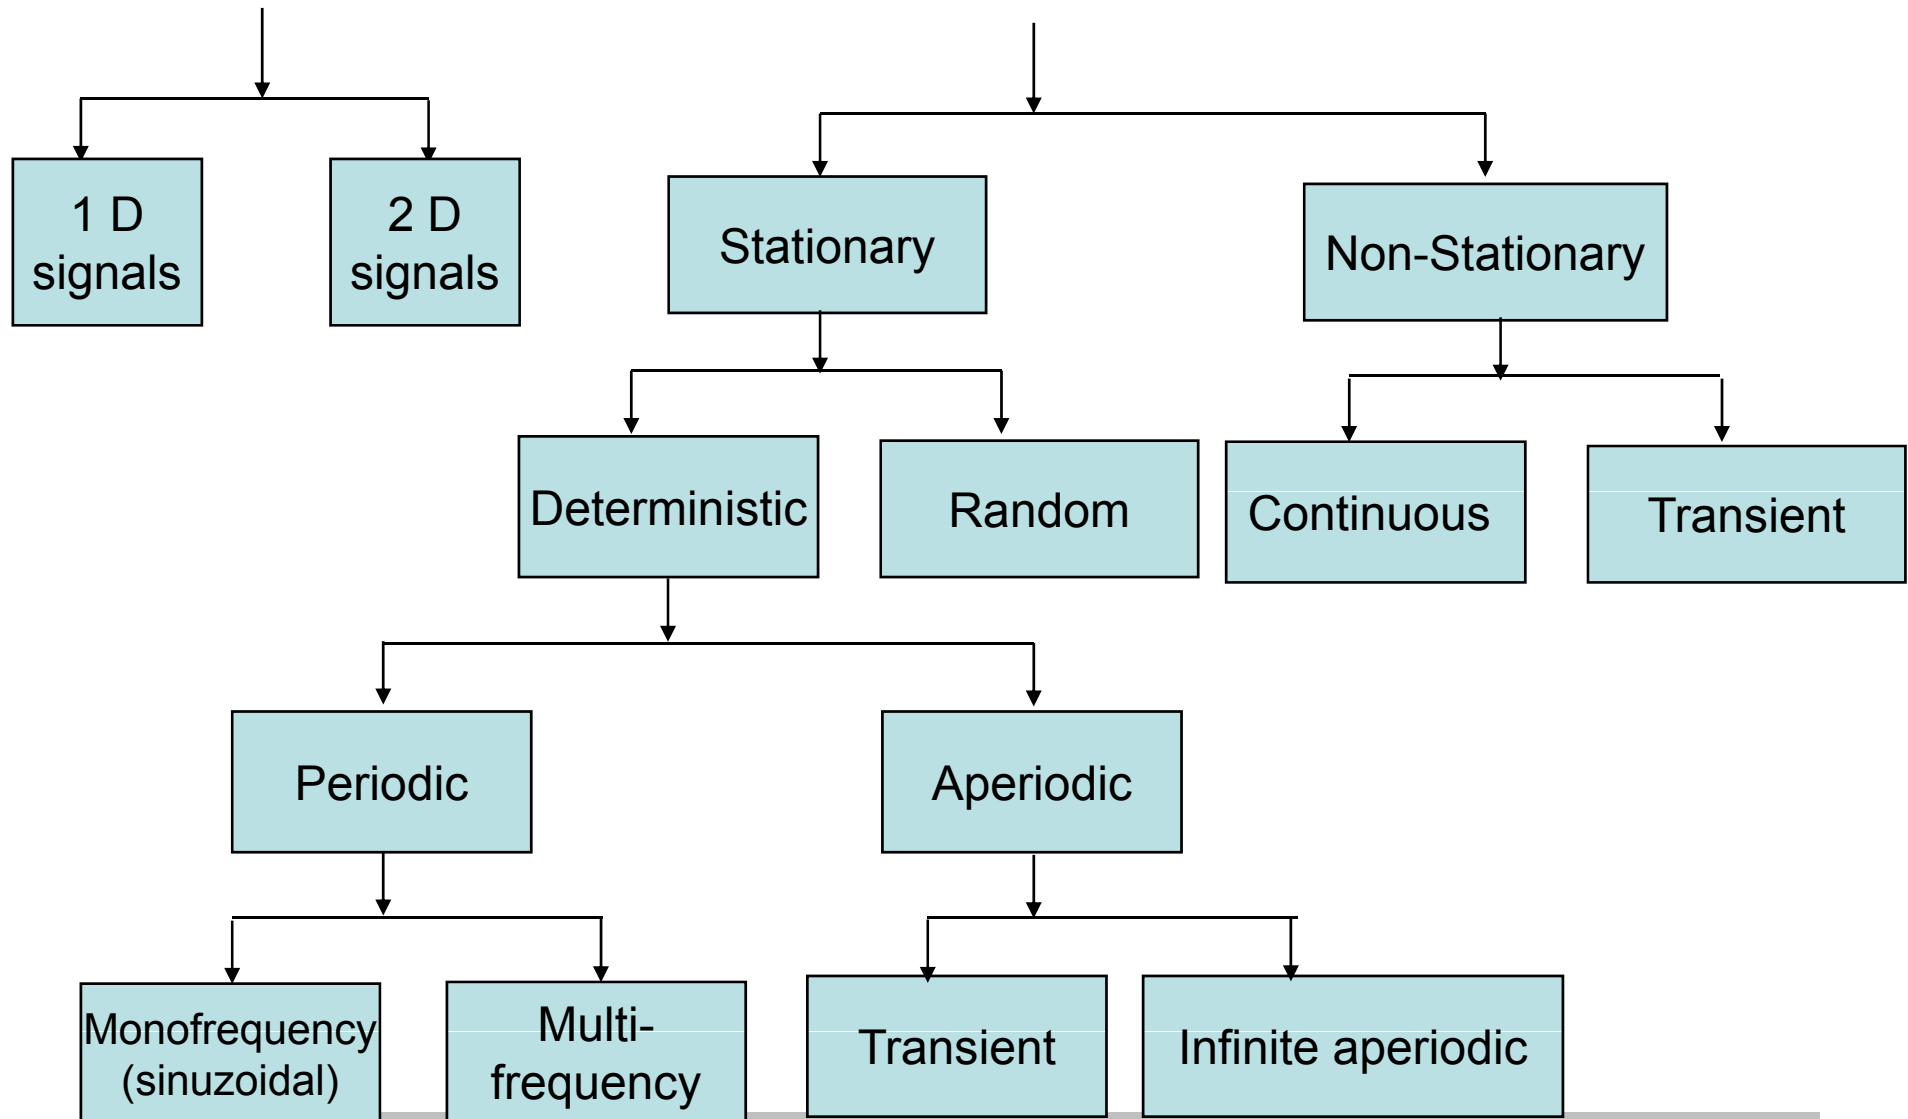 1 D
signals
2 D
signals
Stationary
Non-Stationary
Deterministic
Random
Continuous
Transient
Periodic
Aperiodic
Monofrequency
(sinuzoidal)
Multi-
frequency
Transient
Infinite aperiodic